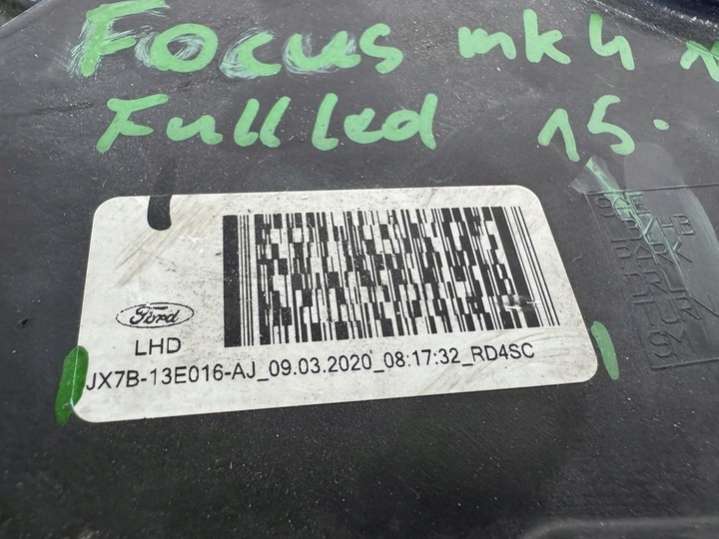 Focus mk4
Full led 15.
Ford
LHD
JX7B-13E016-AJ_09.03.2020_08:17:32_RD4SC